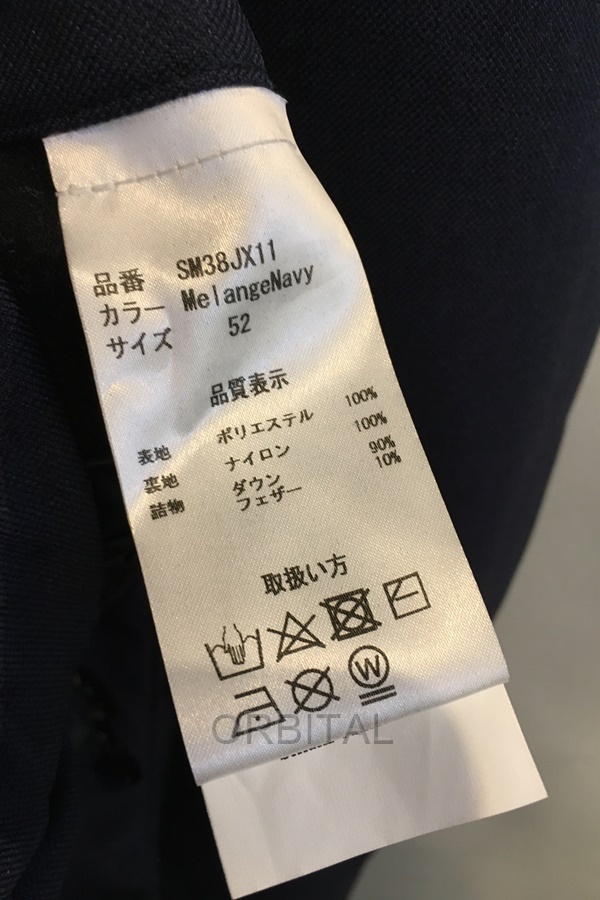 品番 SM38JX11
カラー MelangeNavy
サイズ 52
品質表示
表地 ポリエステル 100%
裏地 ナイロン 100%
詰物 ダウン 90%
フェザー 10%
取扱い方
W
ORBITAL